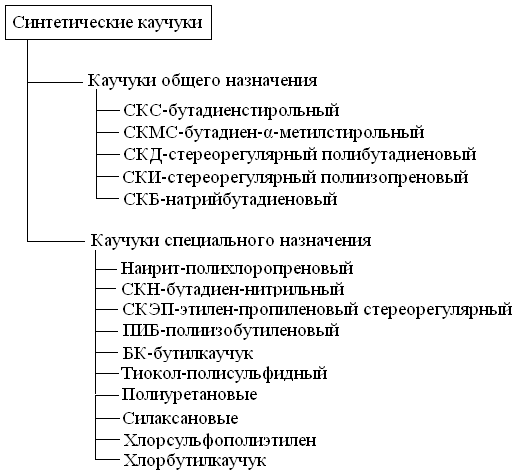 Синтетические каучуки
Каучуки общего назначения
СКС-бутадиенстирольный
СКМС-бутадиен-α-метилстирольный
СКД-стереорегулярный полибутадиеновый
СКИ-стереорегулярный полиизопреновый
СКБ-натрийбутадиеновый
Каучуки специального назначения
Наирит-полихлоропреновый
СКН-бутадиен-нитрильный
СКЭП-этилен-пропиленовый стереорегулярный
ПИБ-полиизобутиленовый
БК-бутилкаучук
Тиокол-полисульфидный
Полиуретановые
Силаксановые
Хлорсульфополиэтилен
Хлорбутилкаучук